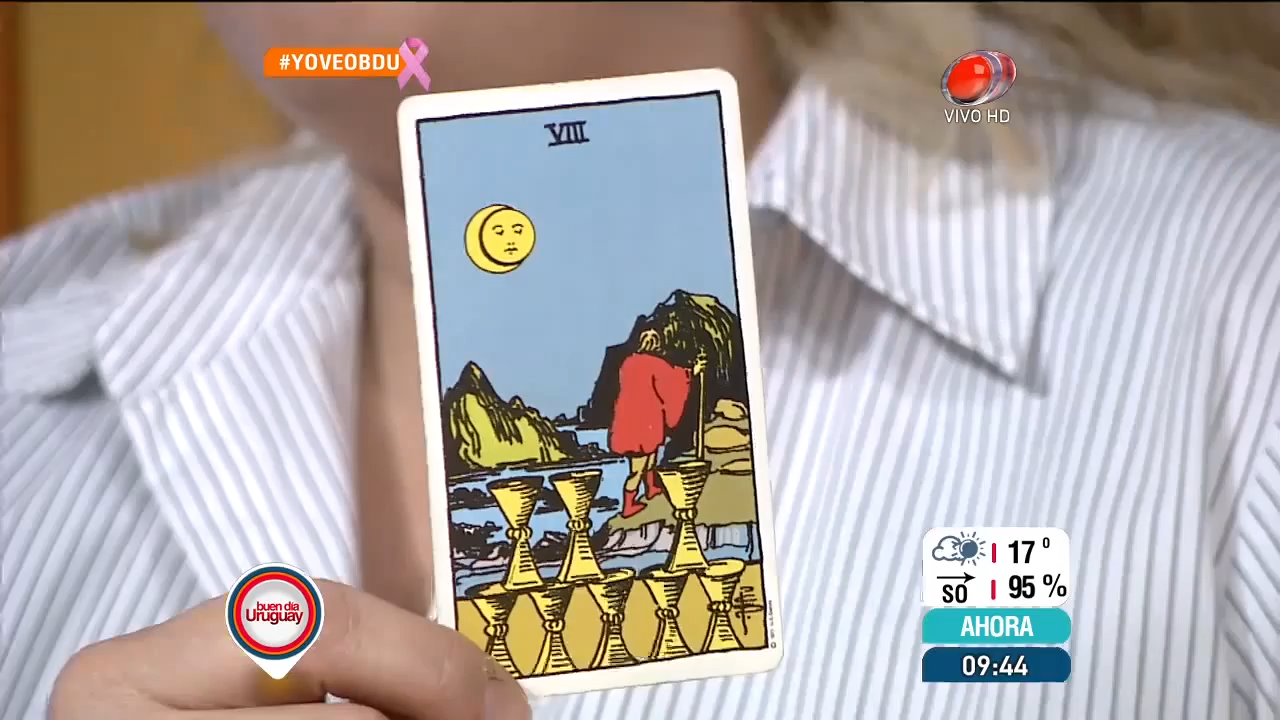 #YOVEOBDU
VIII
VIVO HD
buen día
Uruguay
17°
SO
95 %
AHORA
09:44